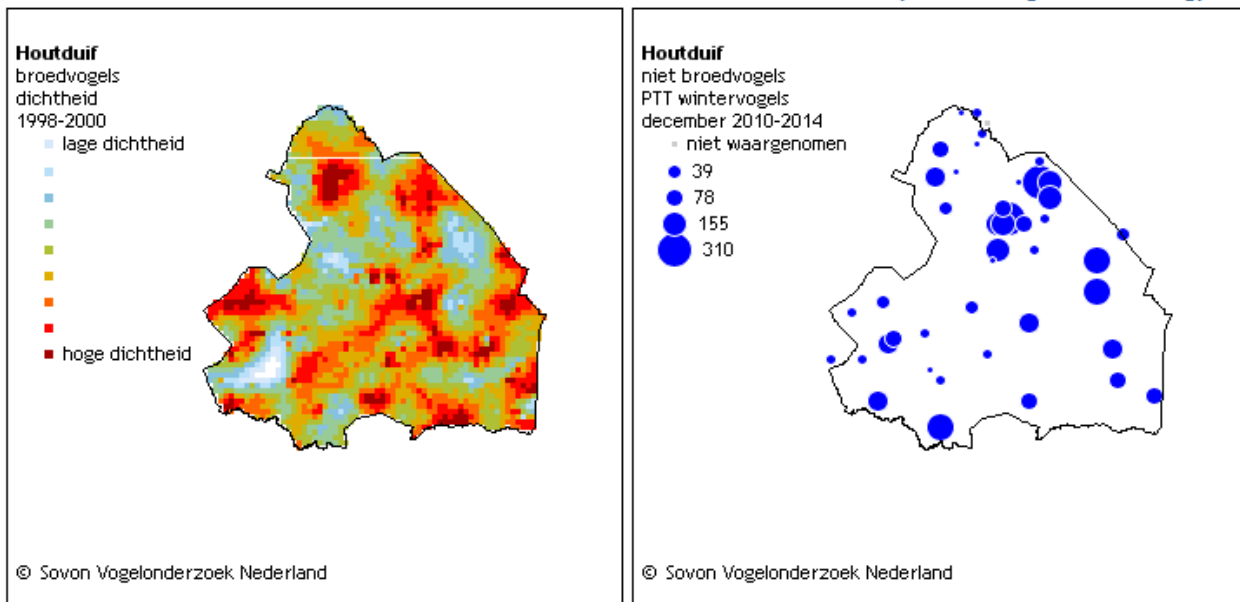 Houtduif
broedvogels
dichtheid
1998-2000
lage dichtheid
hoge dichtheid
© Sovon Vogelonderzoek Nederland
Houtduif
niet broedvogels
PTT wintervogels
december 2010-2014
niet waargenomen
39
78
155
310
© Sovon Vogelonderzoek Nederland